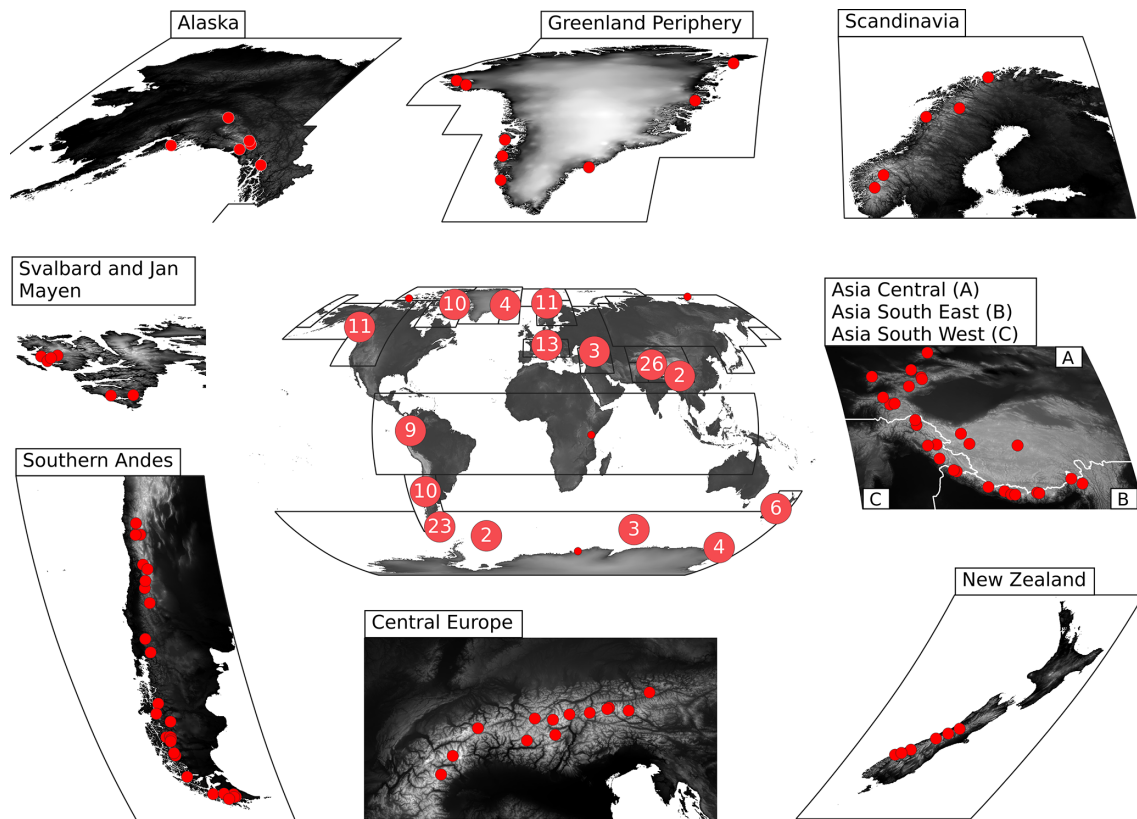 Alaska
Greenland Periphery
Scandinavia
Svalbard and Jan
Mayen
10
4
11
11
13
3
26
2
9
10
23
2
3
4
6
Asia Central (A)
Asia South East (B)
Asia South West (C)
A
C
B
Southern Andes
Central Europe
New Zealand